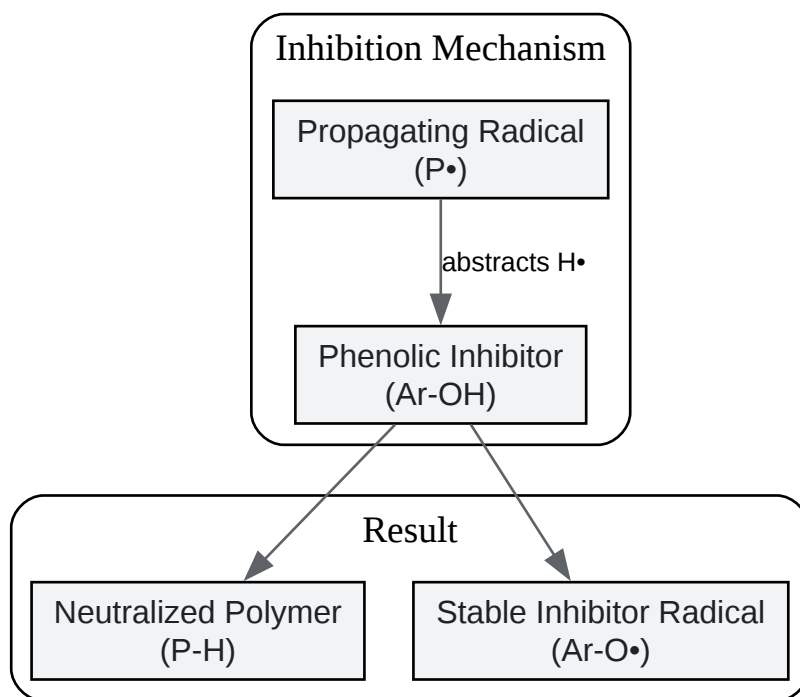 Inhibition Mechanism
Propagating Radical
(P•)
abstracts H•
Phenolic Inhibitor
(Ar-OH)
Result
Neutralized Polymer
(P-H)
Stable Inhibitor Radical
(Ar-O•)